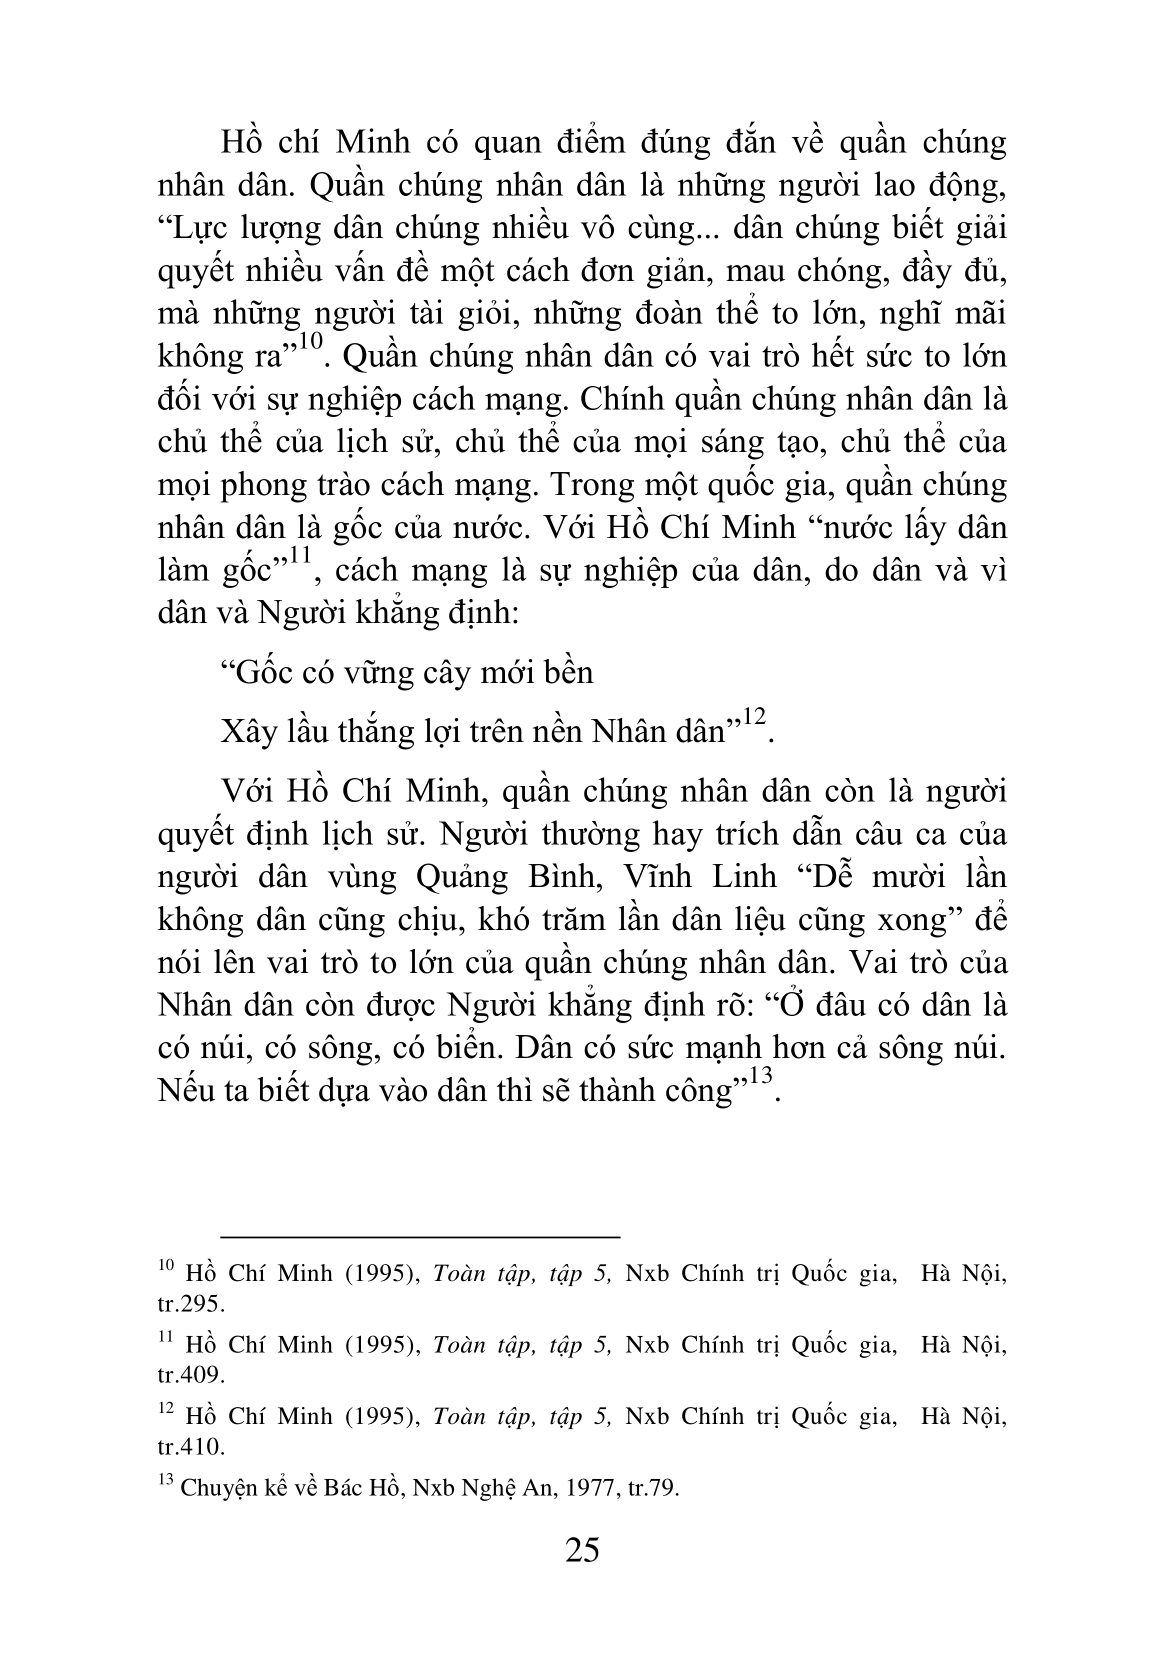 Hồ chí Minh có quan điểm đúng đắn về quần chúng
nhân dân. Quần chúng nhân dân là những người lao động,
“Lực lượng dân chúng nhiều vô cùng... dân chúng biết giải
quyết nhiều vấn đề một cách đơn giản, mau chóng, đầy đủ,
mà những người tài giỏi, những đoàn thể to lớn, nghĩ mãi
không ra”10. Quần chúng nhân dân có vai trò hết sức to lớn
đối với sự nghiệp cách mạng. Chính quần chúng nhân dân là
chủ thể của lịch sử, chủ thể của mọi sáng tạo, chủ thể của
mọi phong trào cách mạng. Trong một quốc gia, quần chúng
nhân dân là gốc của nước. Với Hồ Chí Minh “nước lấy dân
làm gốc”11, cách mạng là sự nghiệp của dân, do dân và vì
dân và Người khẳng định:
“Gốc có vững cây mới bền
Xây lầu thắng lợi trên nền Nhân dân”12.
Với Hồ Chí Minh, quần chúng nhân dân còn là người
quyết định lịch sử. Người thường hay trích dẫn câu ca của
người dân vùng Quảng Bình, Vĩnh Linh “Dễ mười lần
không dân cũng chịu, khó trăm lần dân liệu cũng xong” để
nói lên vai trò to lớn của quần chúng nhân dân. Vai trò của
Nhân dân còn được Người khẳng định rõ: “Ở đâu có dân là
có núi, có sông, có biển. Dân có sức mạnh hơn cả sông núi.
Nếu ta biết dựa vào dân thì sẽ thành công”13.
10 Hồ Chí Minh (1995), Toàn tập, tập 5, Nxb Chính trị Quốc gia, Hà Nội,
tr.295.
11 Hồ Chí Minh (1995), Toàn tập, tập 5, Nxb Chính trị Quốc gia, Hà Nội,
tr.409.
12 Hồ Chí Minh (1995), Toàn tập, tập 5, Nxb Chính trị Quốc gia, Hà Nội,
tr.410.
13 Chuyện kể về Bác Hồ, Nxb Nghệ An, 1977, tr.79.
25